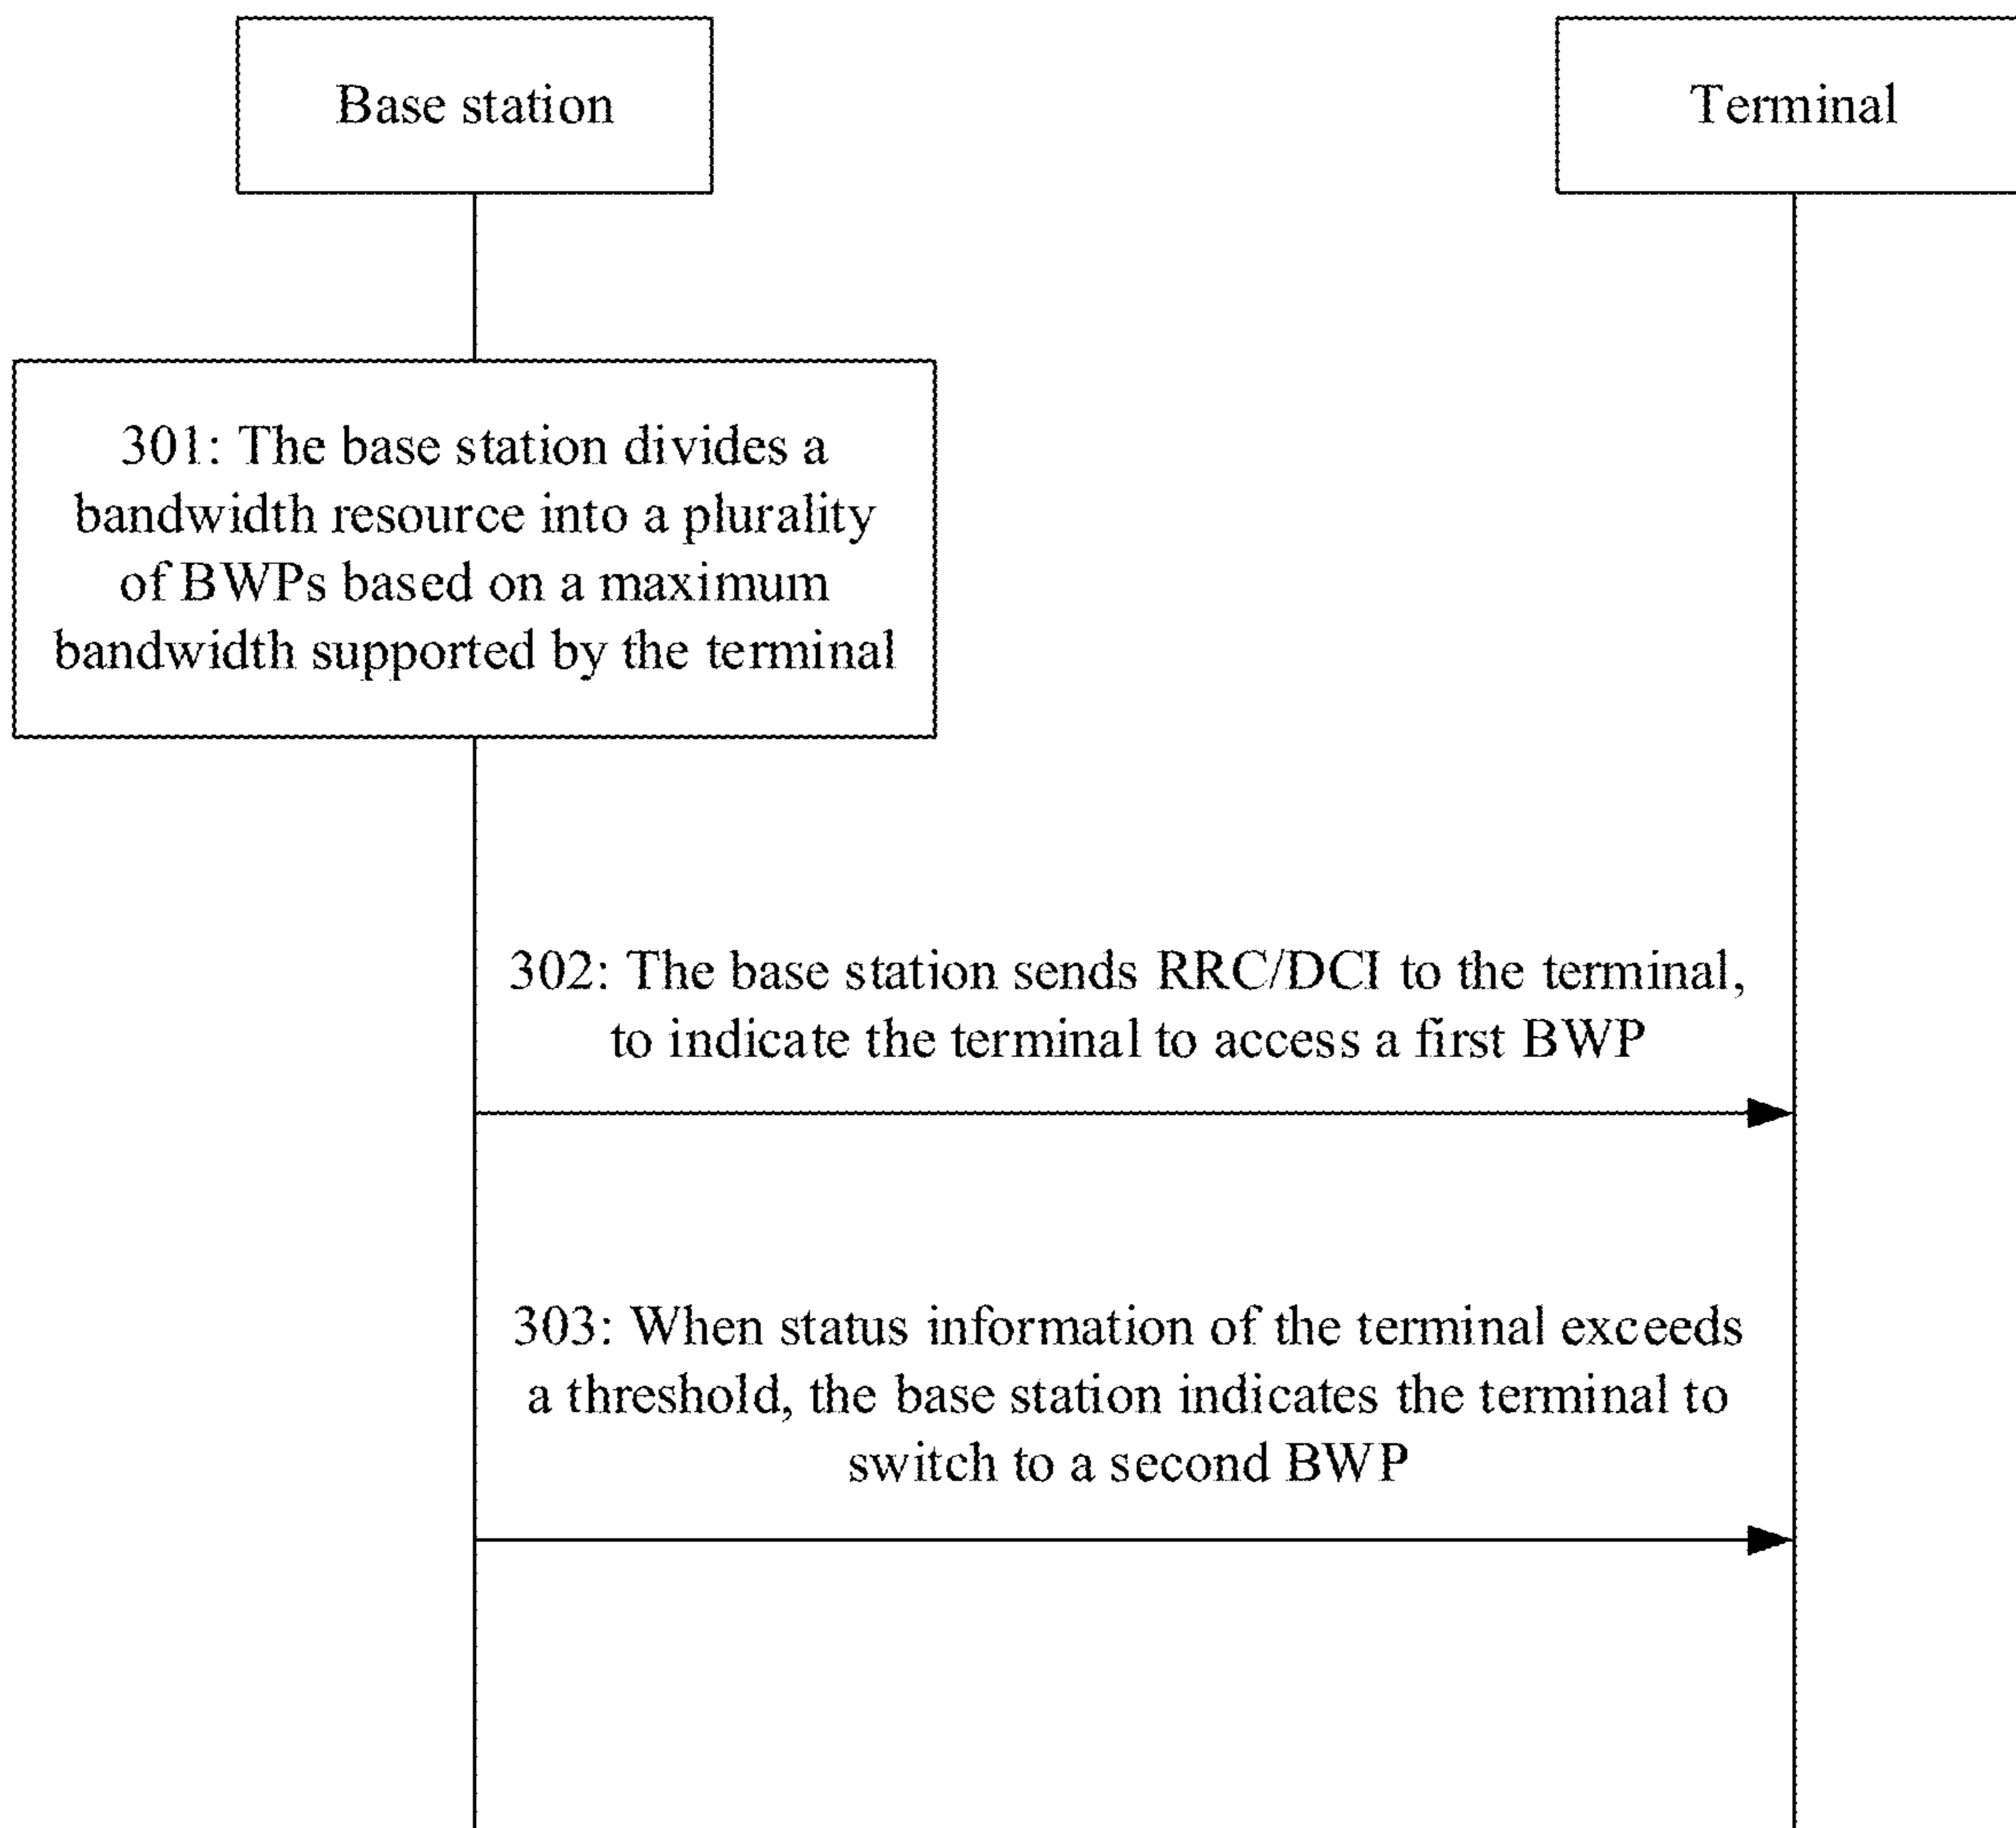 Base station
Terminal
301: The base station divides a
bandwidth resource into a plurality
of BWPs based on a maximum
bandwidth supported by the terminal
302: The base station sends RRC/DCI to the terminal,
to indicate the terminal to access a first BWP
303: When status information of the terminal exceeds
a threshold, the base station indicates the terminal to
switch to a second BWP